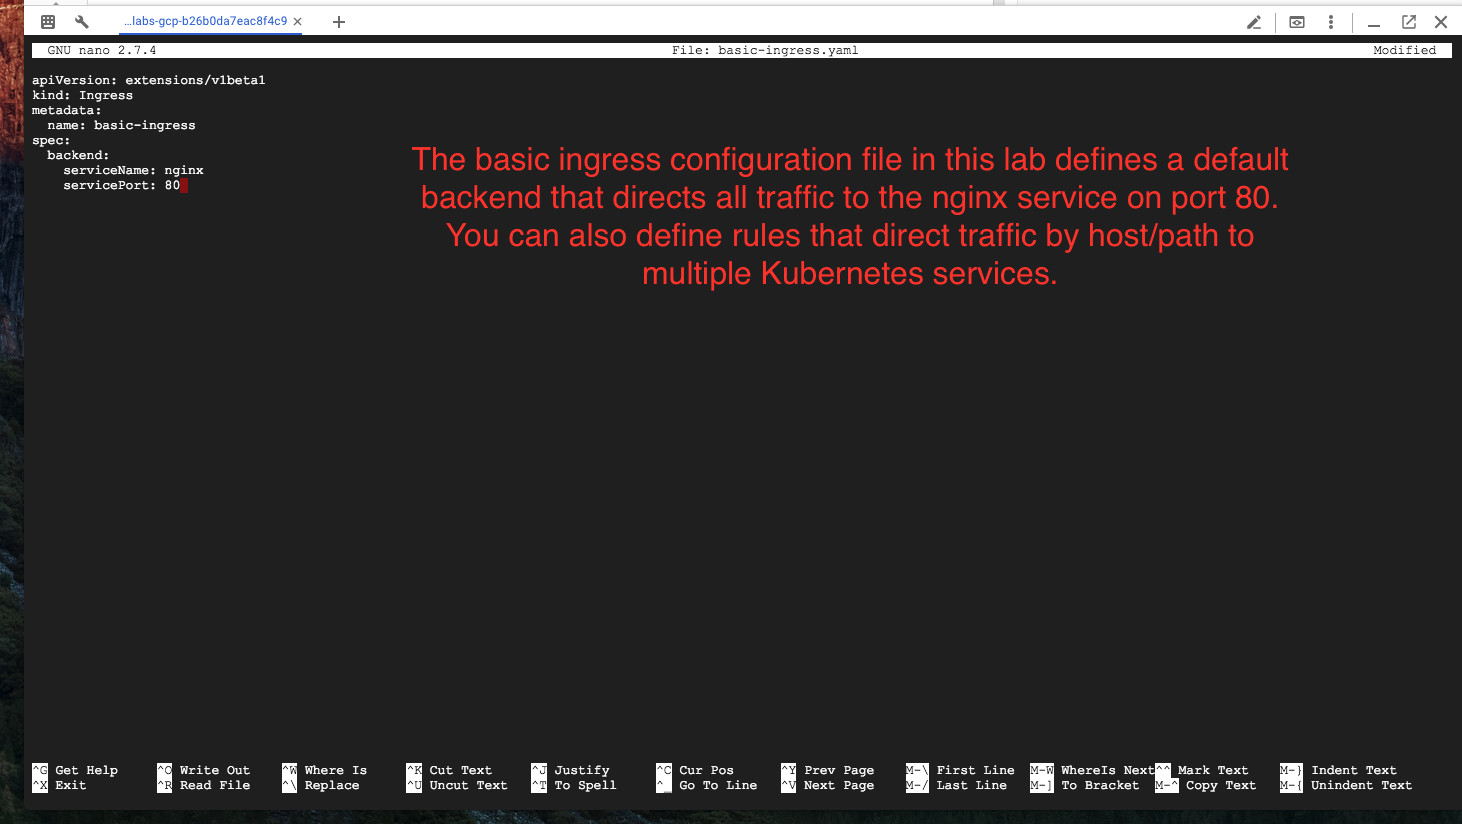 ...labs-gcp-b26b0da7eac8f4c9
GNU nano 2.7.4 File: basic-ingress.yaml Modified
apiVersion: extensions/v1beta1
kind: Ingress
metadata:
  name: basic-ingress
spec:
  backend:
    serviceName: nginx
    servicePort: 80
The basic ingress configuration file in this lab defines a default
backend that directs all traffic to the nginx service on port 80.
You can also define rules that direct traffic by host/path to
multiple Kubernetes services.
^G Get Help ^O Write Out ^W Where Is ^K Cut Text ^J Justify ^C Cur Pos ^Y Prev Page M-\ First Line M-W WhereIs Next ^^ Mark Text M-} Indent Text
^X Exit ^R Read File ^\ Replace ^U Uncut Text ^T To Spell ^_ Go To Line ^V Next Page M-/ Last Line M-] To Bracket M-^ Copy Text M-{ Unindent Text